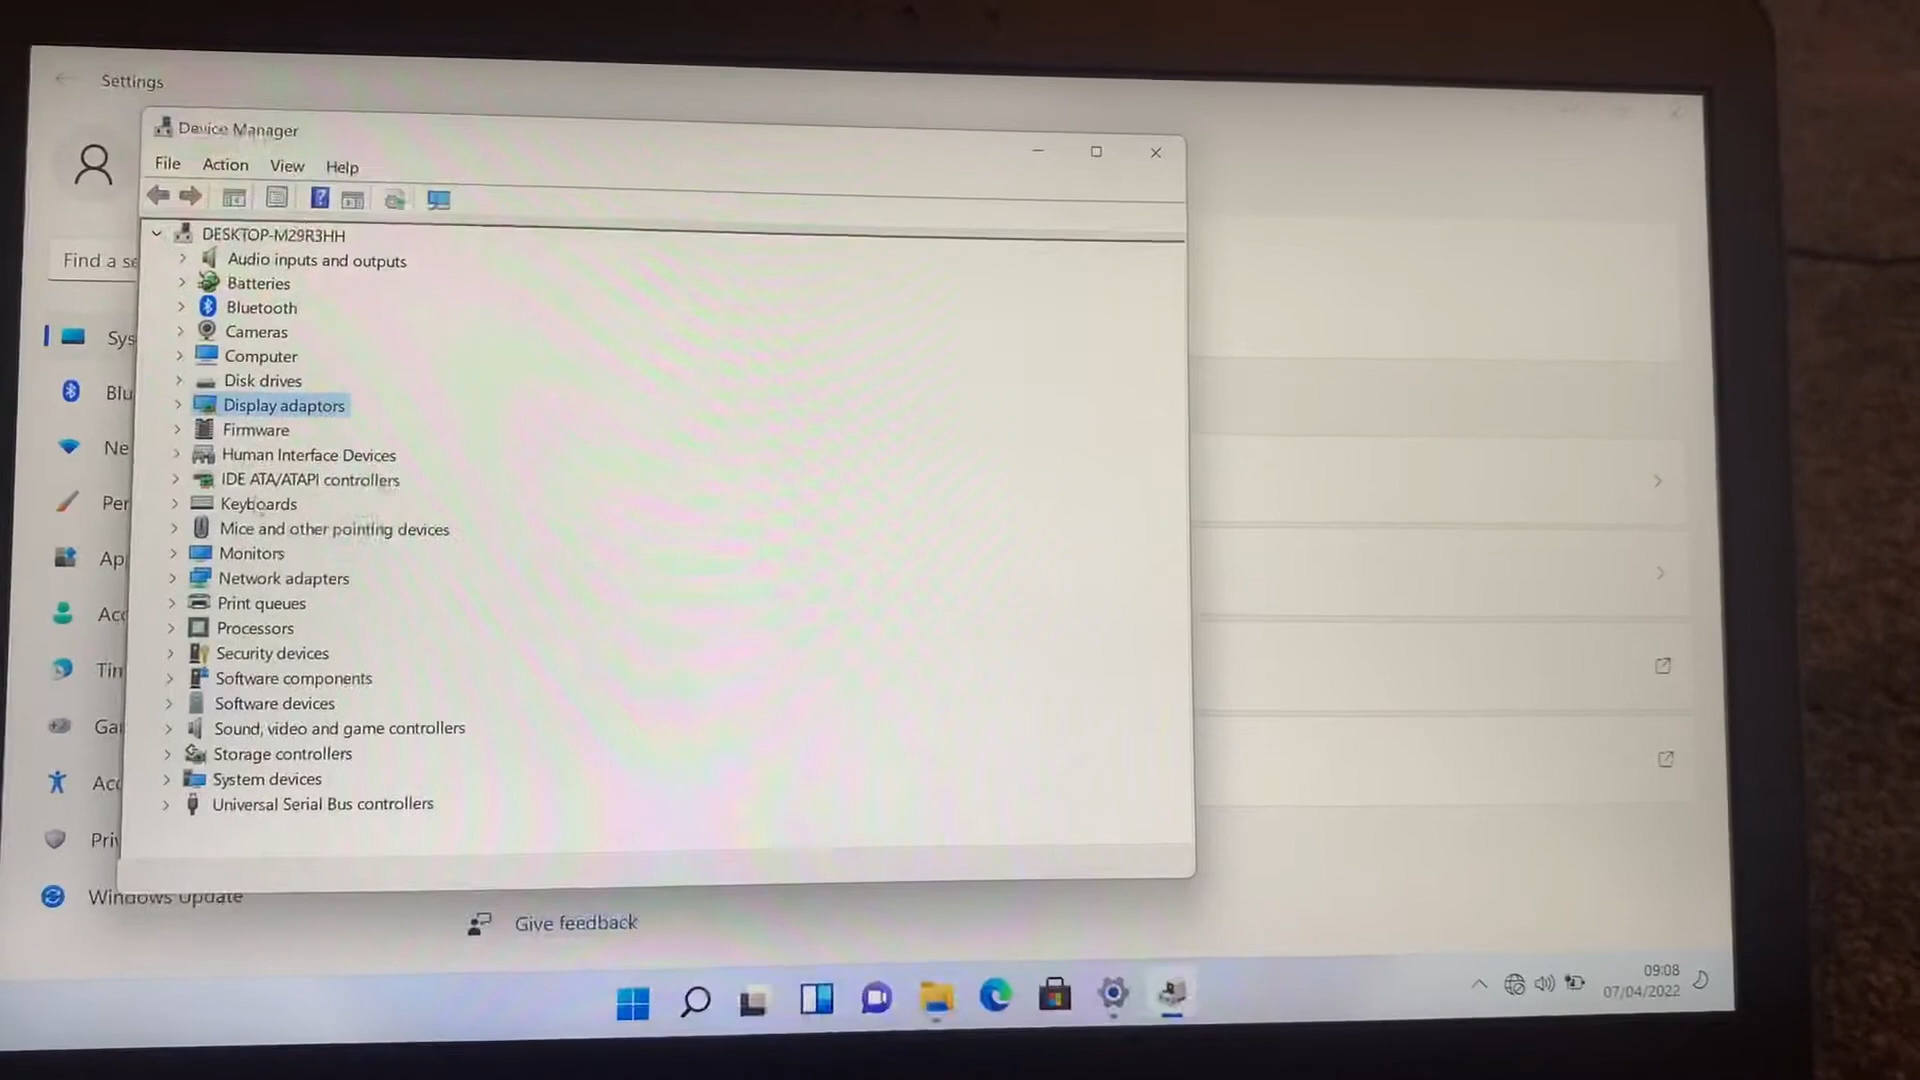 Settings
Device Manager
File Action View Help
DESKTOP-M29R3HH
Find a se
Audio inputs and outputs
Batteries
Bluetooth
Cameras
Sys
Computer
Disk drives
Blu
Display adaptors
Firmware
Ne
Human Interface Devices
IDE ATA/ATAPI controllers
Per
Keyboards
Mice and other pointing devices
Ap
Monitors
Network adapters
Acc
Print queues
Processors
Tim
Security devices
Software components
Software devices
Ga
Sound, video and game controllers
Storage controllers
Acc
System devices
Universal Serial Bus controllers
Pri
Windows Update
Give feedback
09:08
07/04/2022